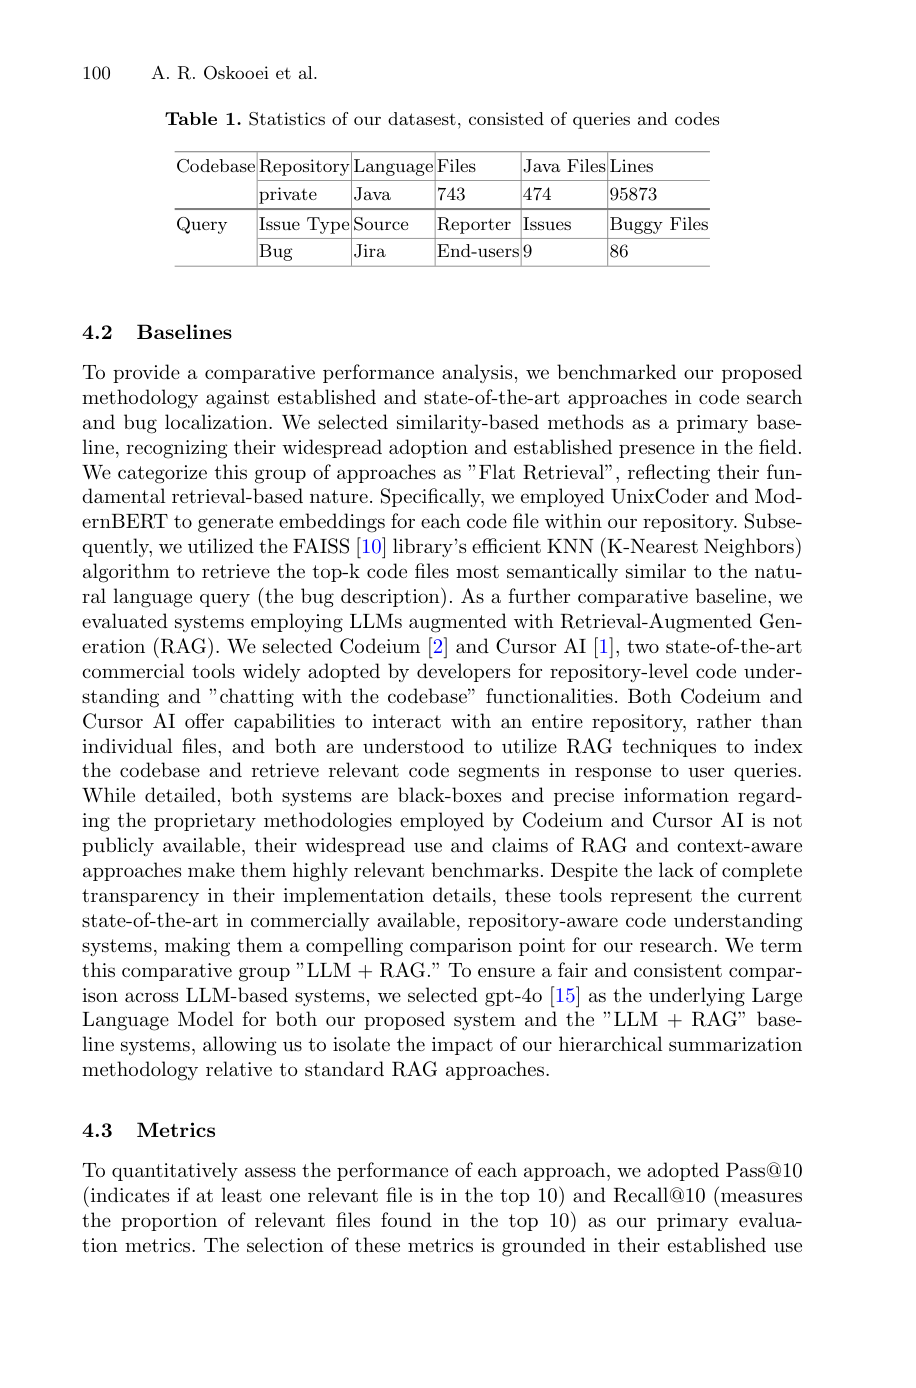 100 A. R. Oskooei et al.
Table 1. Statistics of our datasest, consisted of queries and codes
Codebase Repository Language Files Java Files Lines
private Java 743 474 95873
Query Issue Type Source Reporter Issues Buggy Files
Bug Jira End-users 9 86
4.2 Baselines
To provide a comparative performance analysis, we benchmarked our proposed
methodology against established and state-of-the-art approaches in code search
and bug localization. We selected similarity-based methods as a primary base-
line, recognizing their widespread adoption and established presence in the field.
We categorize this group of approaches as ”Flat Retrieval”, reflecting their fun-
damental retrieval-based nature. Specifically, we employed UnixCoder and Mod-
ernBERT to generate embeddings for each code file within our repository. Subse-
quently, we utilized the FAISS [10] library’s efficient KNN (K-Nearest Neighbors)
algorithm to retrieve the top-k code files most semantically similar to the natu-
ral language query (the bug description). As a further comparative baseline, we
evaluated systems employing LLMs augmented with Retrieval-Augmented Gen-
eration (RAG). We selected Codeium [2] and Cursor AI [1], two state-of-the-art
commercial tools widely adopted by developers for repository-level code under-
standing and ”chatting with the codebase” functionalities. Both Codeium and
Cursor AI offer capabilities to interact with an entire repository, rather than
individual files, and both are understood to utilize RAG techniques to index
the codebase and retrieve relevant code segments in response to user queries.
While detailed, both systems are black-boxes and precise information regard-
ing the proprietary methodologies employed by Codeium and Cursor AI is not
publicly available, their widespread use and claims of RAG and context-aware
approaches make them highly relevant benchmarks. Despite the lack of complete
transparency in their implementation details, these tools represent the current
state-of-the-art in commercially available, repository-aware code understanding
systems, making them a compelling comparison point for our research. We term
this comparative group ”LLM + RAG.” To ensure a fair and consistent compar-
ison across LLM-based systems, we selected gpt-4o [15] as the underlying Large
Language Model for both our proposed system and the ”LLM + RAG” base-
line systems, allowing us to isolate the impact of our hierarchical summarization
methodology relative to standard RAG approaches.
4.3 Metrics
To quantitatively assess the performance of each approach, we adopted Pass@10
(indicates if at least one relevant file is in the top 10) and Recall@10 (measures
the proportion of relevant files found in the top 10) as our primary evalua-
tion metrics. The selection of these metrics is grounded in their established use